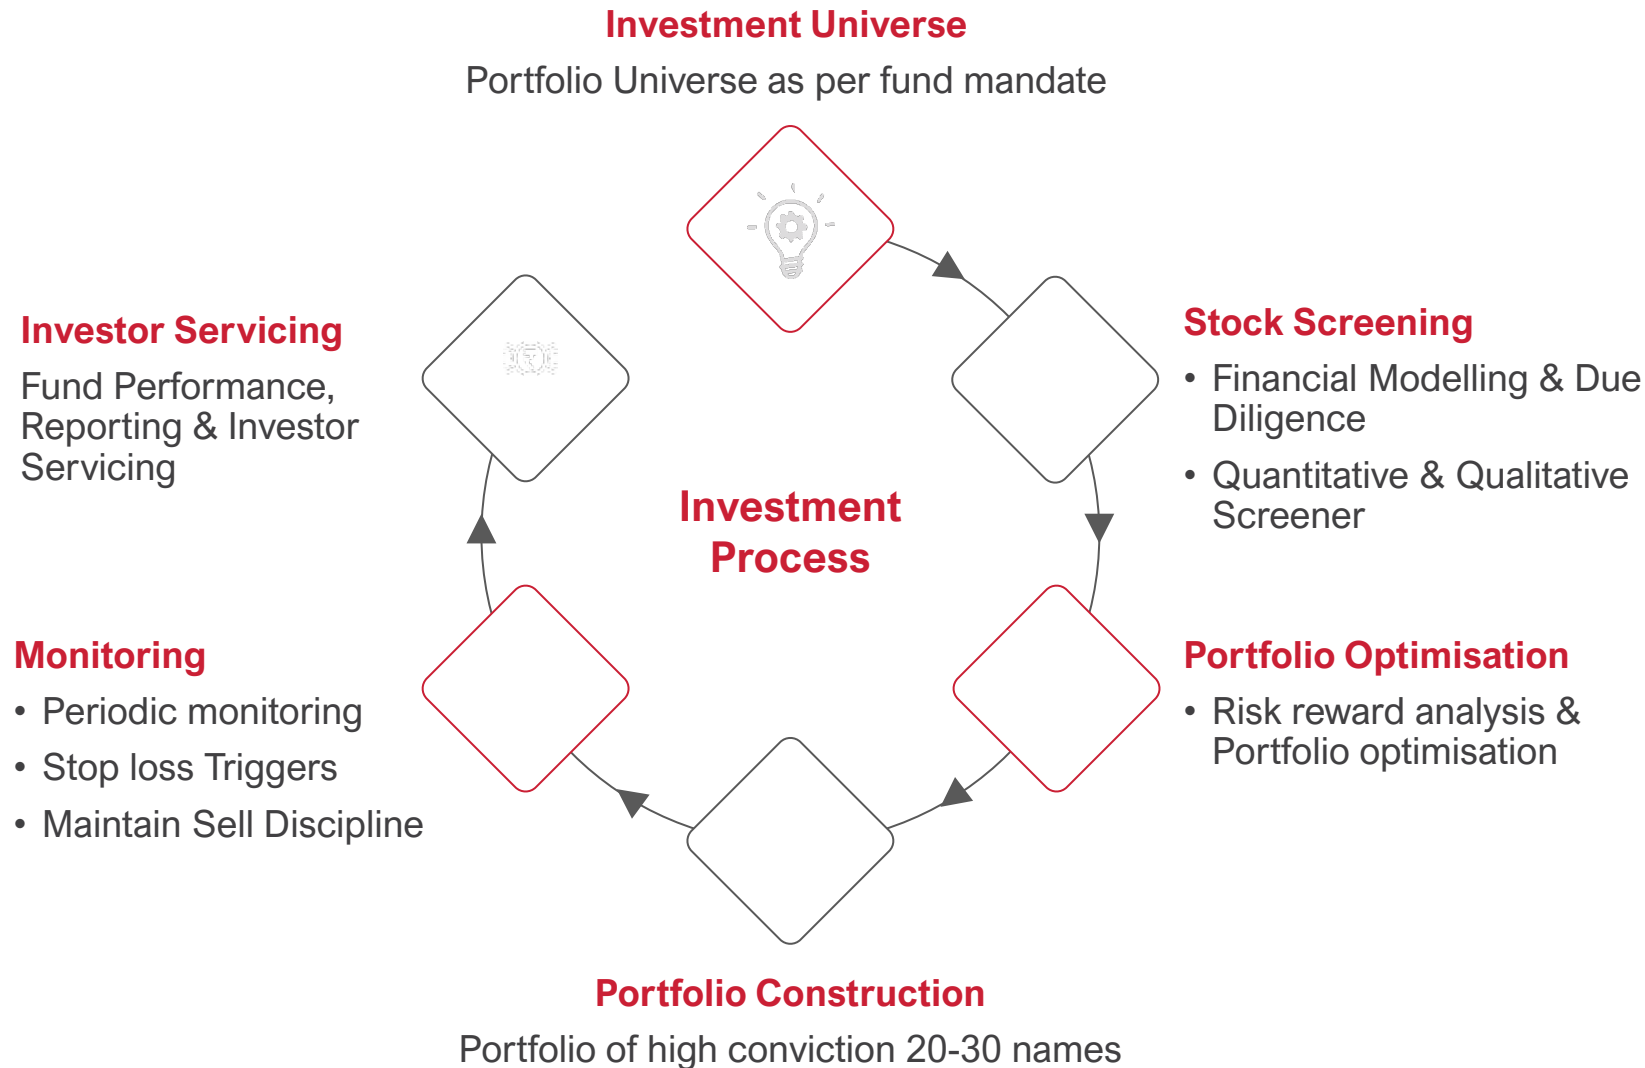 Investment Universe
Portfolio Universe as per fund mandate
Stock Screening
• Financial Modelling & Due
Diligence
• Quantitative & Qualitative
Screener
Portfolio Optimisation
• Risk reward analysis &
Portfolio optimisation
Portfolio Construction
Portfolio of high conviction 20-30 names
Monitoring
• Periodic monitoring
• Stop loss Triggers
• Maintain Sell Discipline
Investor Servicing
Fund Performance,
Reporting & Investor
Servicing
Investment
Process